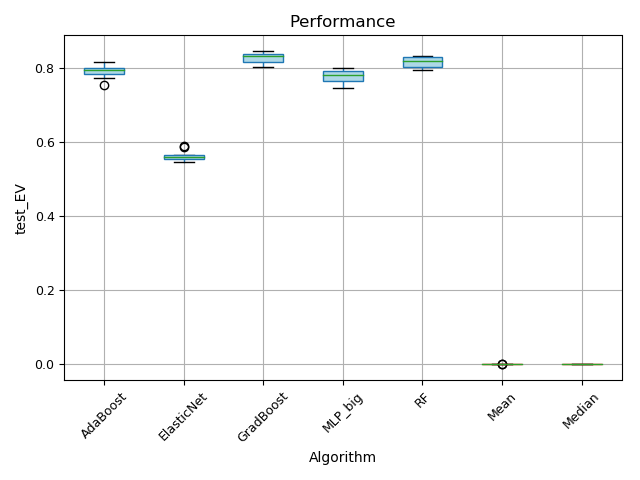 Performance
test_EV
0.8
0.6
0.4
0.2
0.0
AdaBoost
ElasticNet
GradBoost
MLP_big
RF
Mean
Median
Algorithm